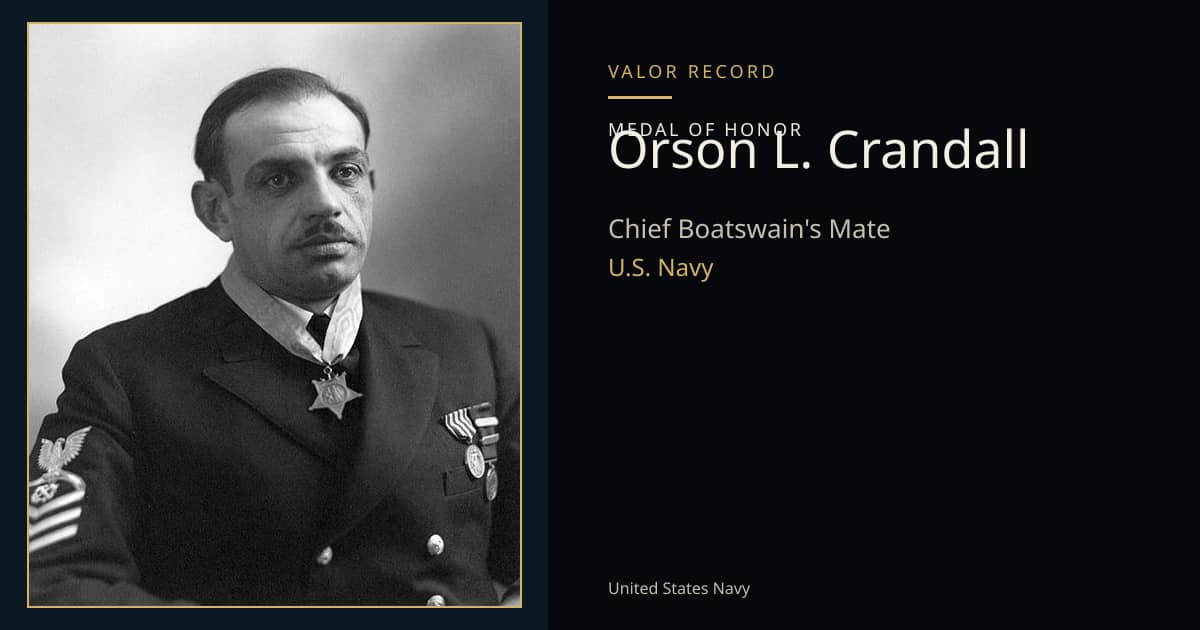 VALOR RECORD
MEDAL OF HONOR
Orson L. Crandall
Chief Boatswain's Mate
U.S. Navy
United States Navy